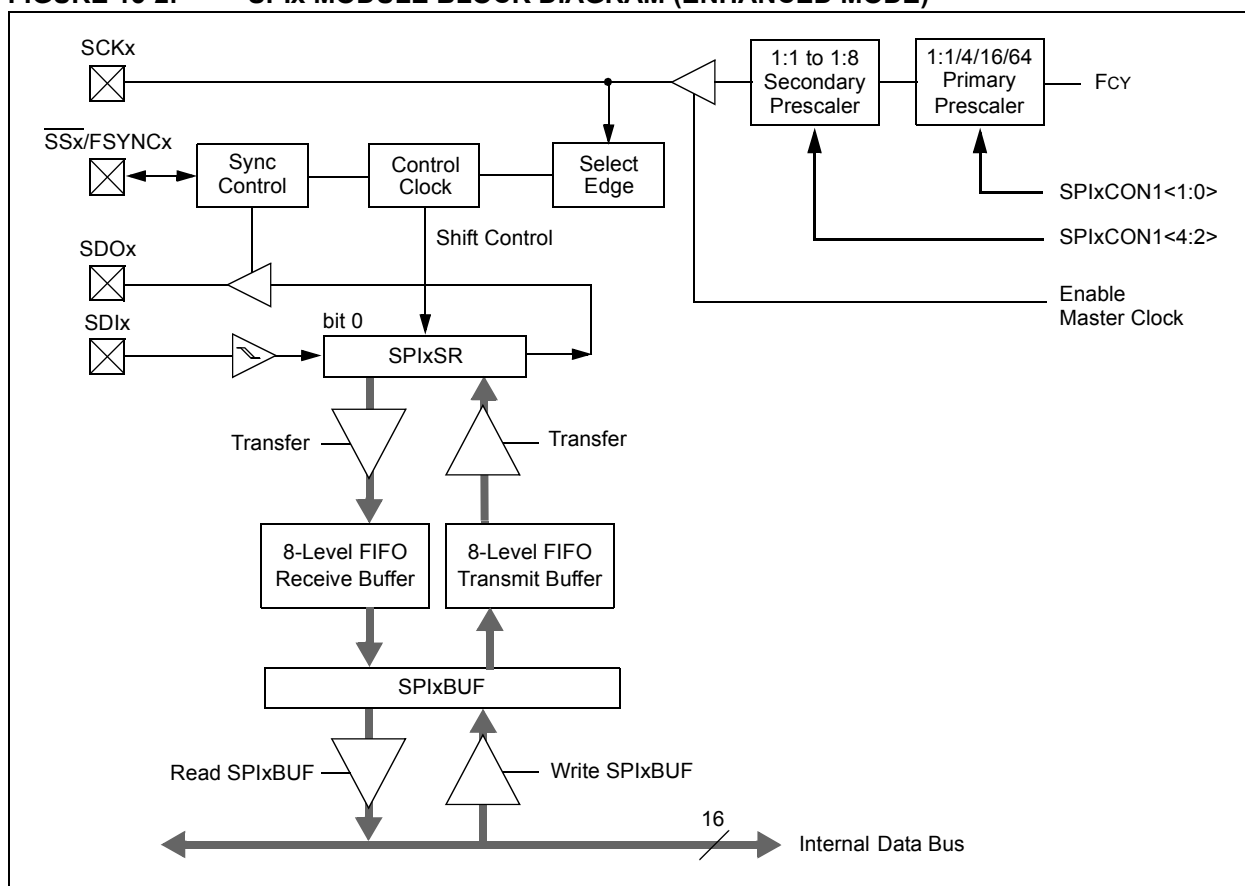 SCKx
SSx/FSYNCx
SDOx
SDIx
Sync
Control
Control
Clock
Select
Edge
1:1 to 1:8
Secondary
Prescaler
1:1/4/16/64
Primary
Prescaler
FCY
SPIxCON1<1:0>
SPIxCON1<4:2>
Enable
Master Clock
Shift Control
bit 0
SPIxSR
Transfer
Transfer
8-Level FIFO
Receive Buffer
8-Level FIFO
Transmit Buffer
SPIxBUF
Read SPIxBUF
Write SPIxBUF
16
Internal Data Bus